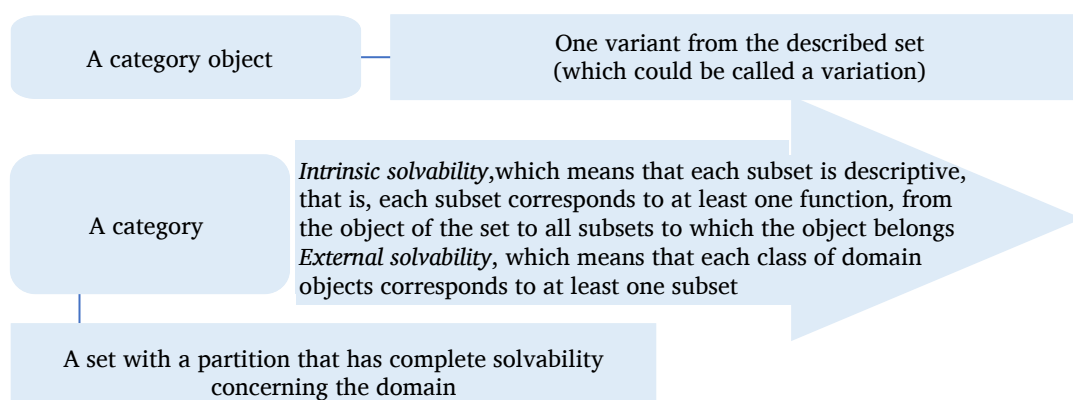 A category object
One variant from the described set
(which could be called a variation)
A category
Intrinsic solvability,which means that each subset is descriptive,
that is, each subset corresponds to at least one function, from
the object of the set to all subsets to which the object belongs
External solvability, which means that each class of domain
objects corresponds to at least one subset
A set with a partition that has complete solvability
concerning the domain